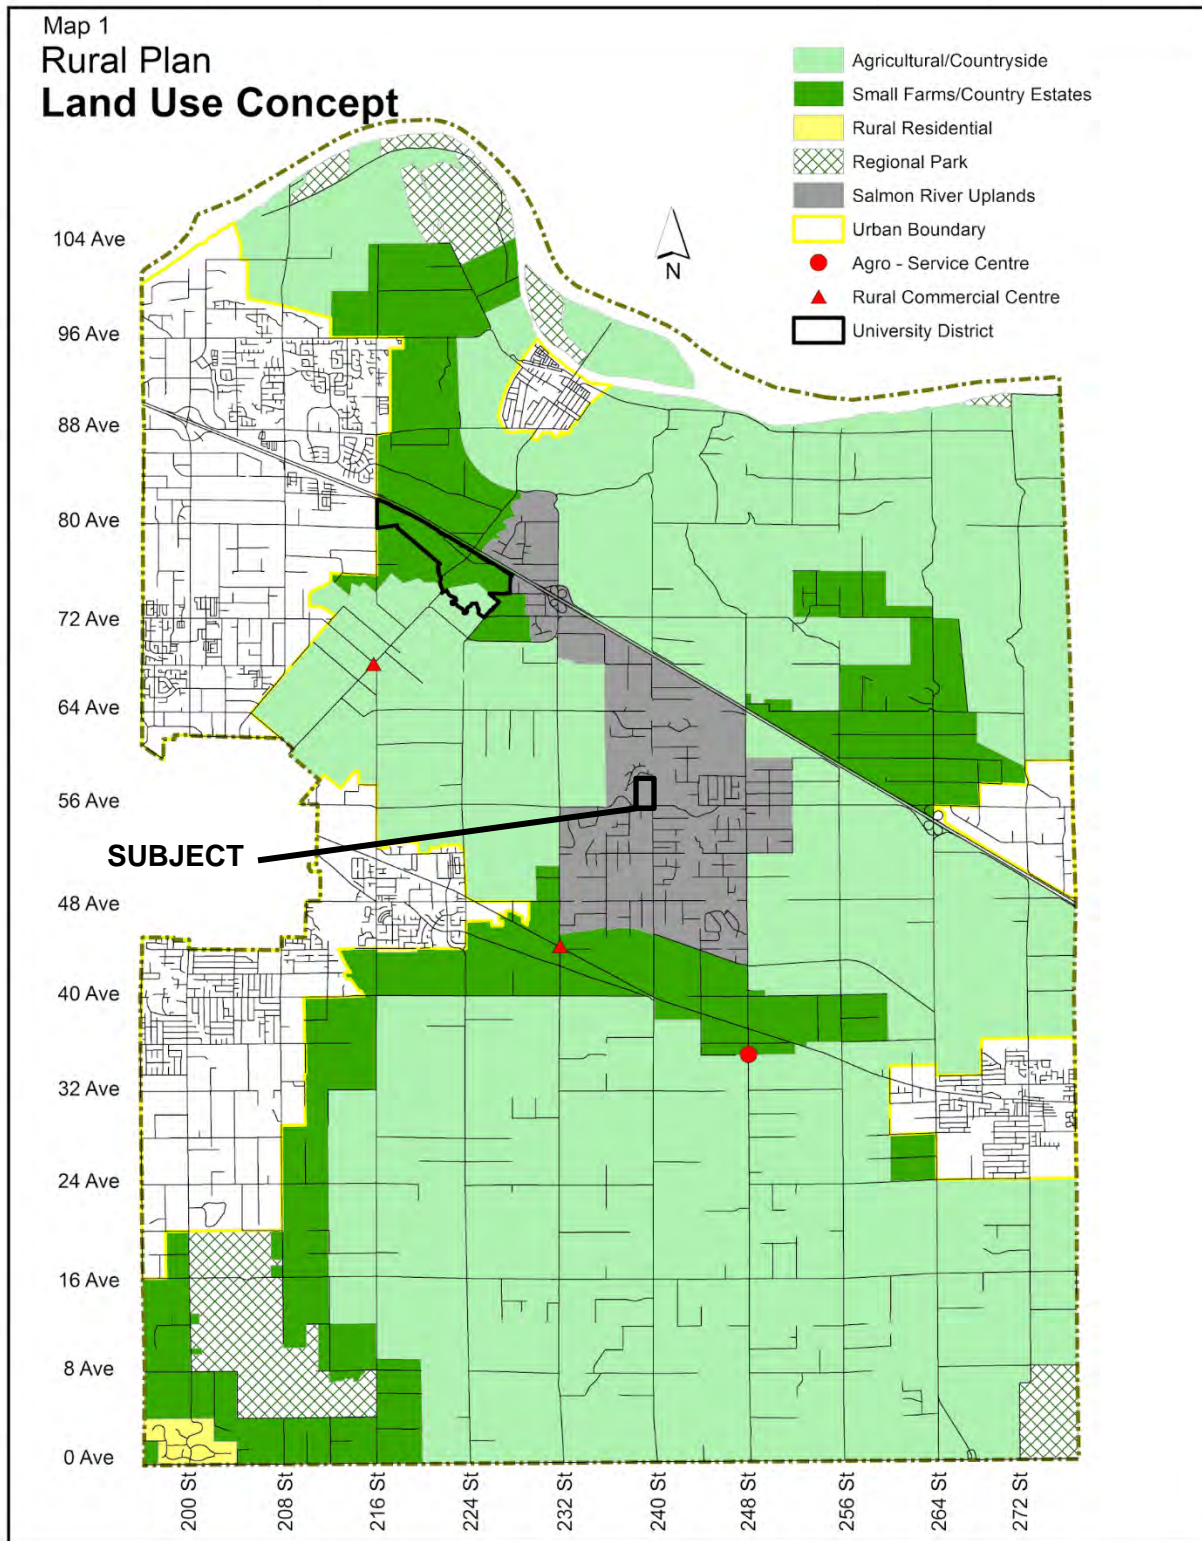 Map 1
Rural Plan
Land Use Concept
Agricultural/Countryside
Small Farms/Country Estates
Rural Residential
Regional Park
Salmon River Uplands
Urban Boundary
Agro - Service Centre
Rural Commercial Centre
University District
N
104 Ave
96 Ave
88 Ave
80 Ave
72 Ave
64 Ave
56 Ave
SUBJECT
48 Ave
40 Ave
32 Ave
24 Ave
16 Ave
8 Ave
0 Ave
200 St
208 St
216 St
224 St
232 St
240 St
248 St
256 St
264 St
272 St